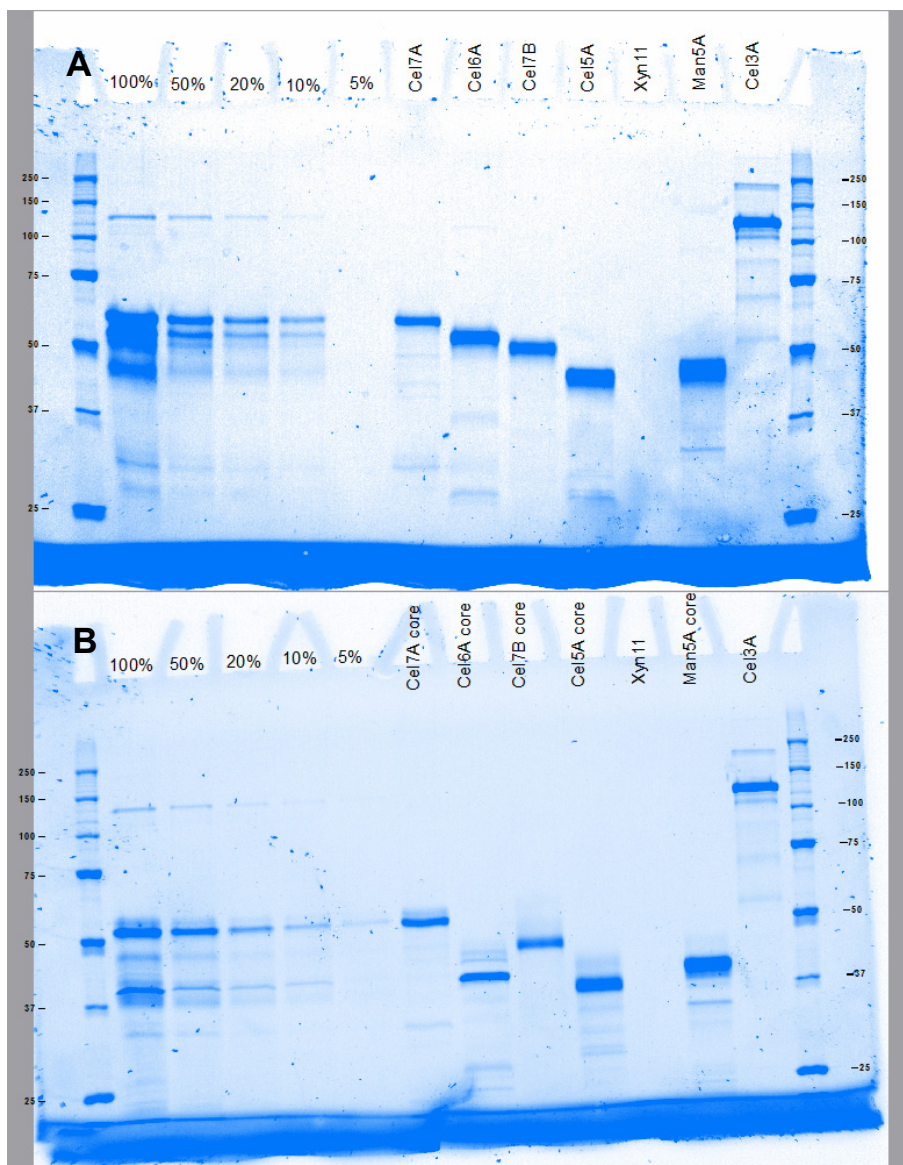 A
100% 50% 20% 10% 5% Cel7A Cel6A Cel7B Cel5A Xyn11 Man5A Cel3A
250 – –250
150 – –150
100 – –100
75 – –75
50 – –50
37 – –37
25 – –25
B
100% 50% 20% 10% 5% Cel7A core Cel6A core Cel7B core Cel5A core Xyn11 Man5A core Cel3A
–250
250 – –150
150 – –100
100 – –75
75 –
50 – –50
37 – –37
25 – –25